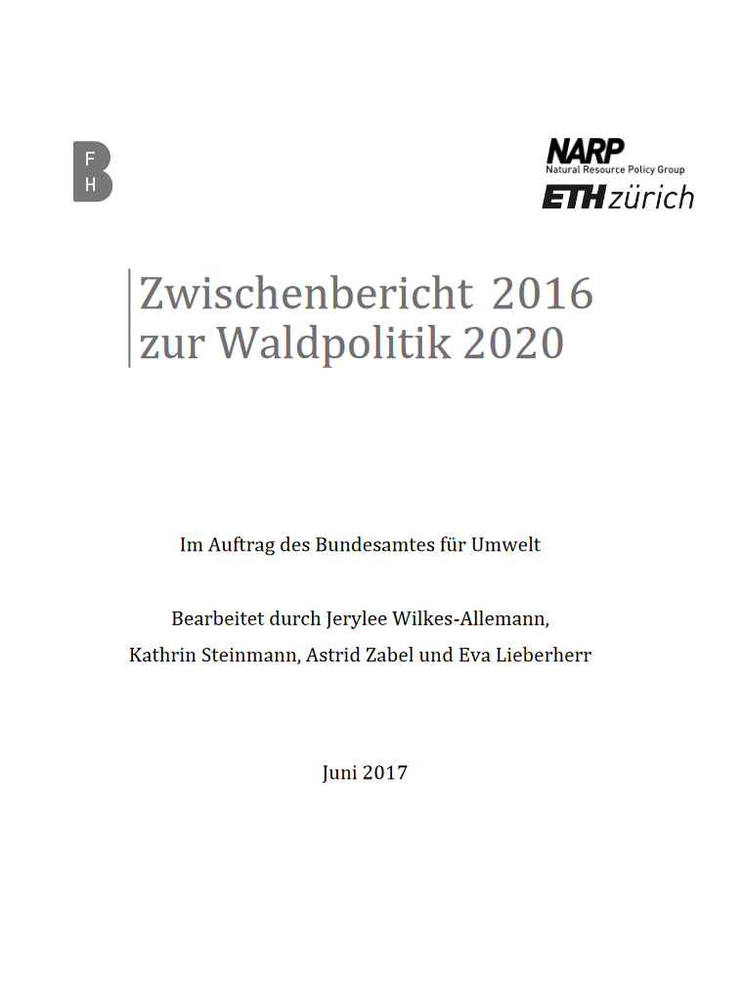 F
H
NARP
Natural Resource Policy Group
ETH zürich
Zwischenbericht 2016
zur Waldpolitik 2020
Im Auftrag des Bundesamtes für Umwelt
Bearbeitet durch Jerylee Wilkes-Allemann,
Kathrin Steinmann, Astrid Zabel und Eva Lieberherr
Juni 2017